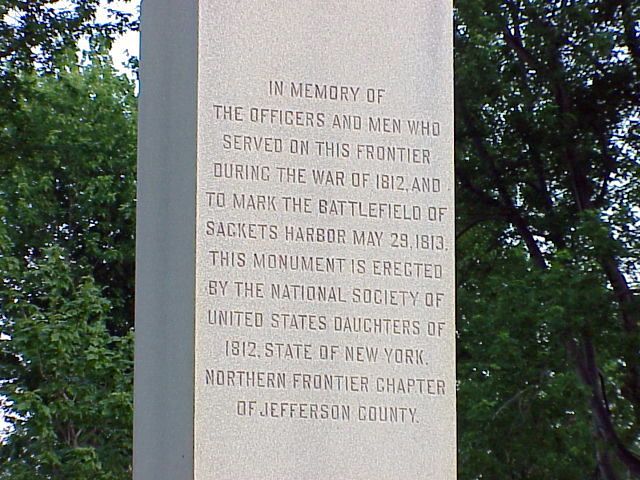 IN MEMORY OF
THE OFFICERS AND MEN WHO
SERVED ON THIS FRONTIER
DURING THE WAR OF 1812, AND
TO MARK THE BATTLEFIELD OF
SACKETS HARBOR MAY 29, 1813.
THIS MONUMENT IS ERECTED
BY THE NATIONAL SOCIETY OF
UNITED STATES DAUGHTERS OF
1812, STATE OF NEW YORK.
NORTHERN FRONTIER CHAPTER
OF JEFFERSON COUNTY.